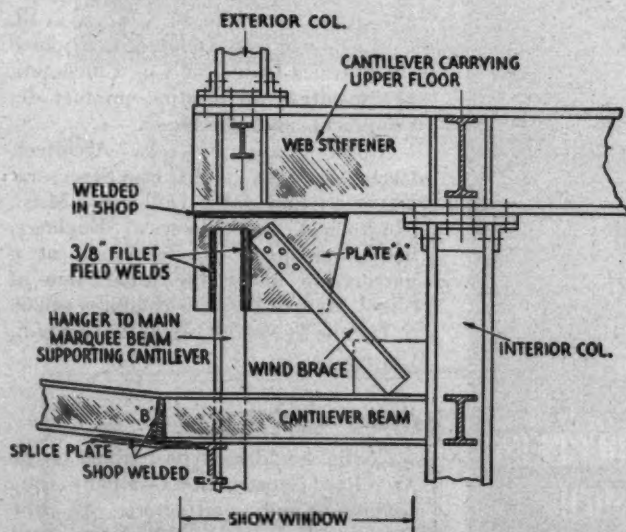 EXTERIOR COL.
CANTILEVER CARRYING
UPPER FLOOR
WEB STIFFENER
WELDED
IN SHOP
3/8" FILLET
FIELD WELDS
PLATE "A"
HANGER TO MAIN
MARQUEE BEAM
SUPPORTING CANTILEVER
WIND BRACE
INTERIOR COL.
"B"
CANTILEVER BEAM
SPLICE PLATE
SHOP WELDED
SHOW WINDOW